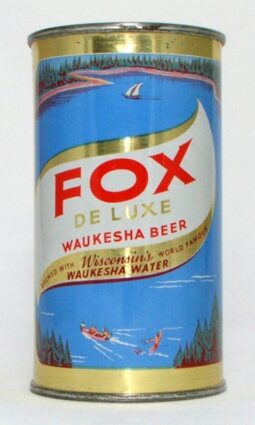 FOX
DE LUXE
WAUKESHA BEER
BREWED WITH Wisconsin's WORLD FAMOUS
WAUKESHA WATER